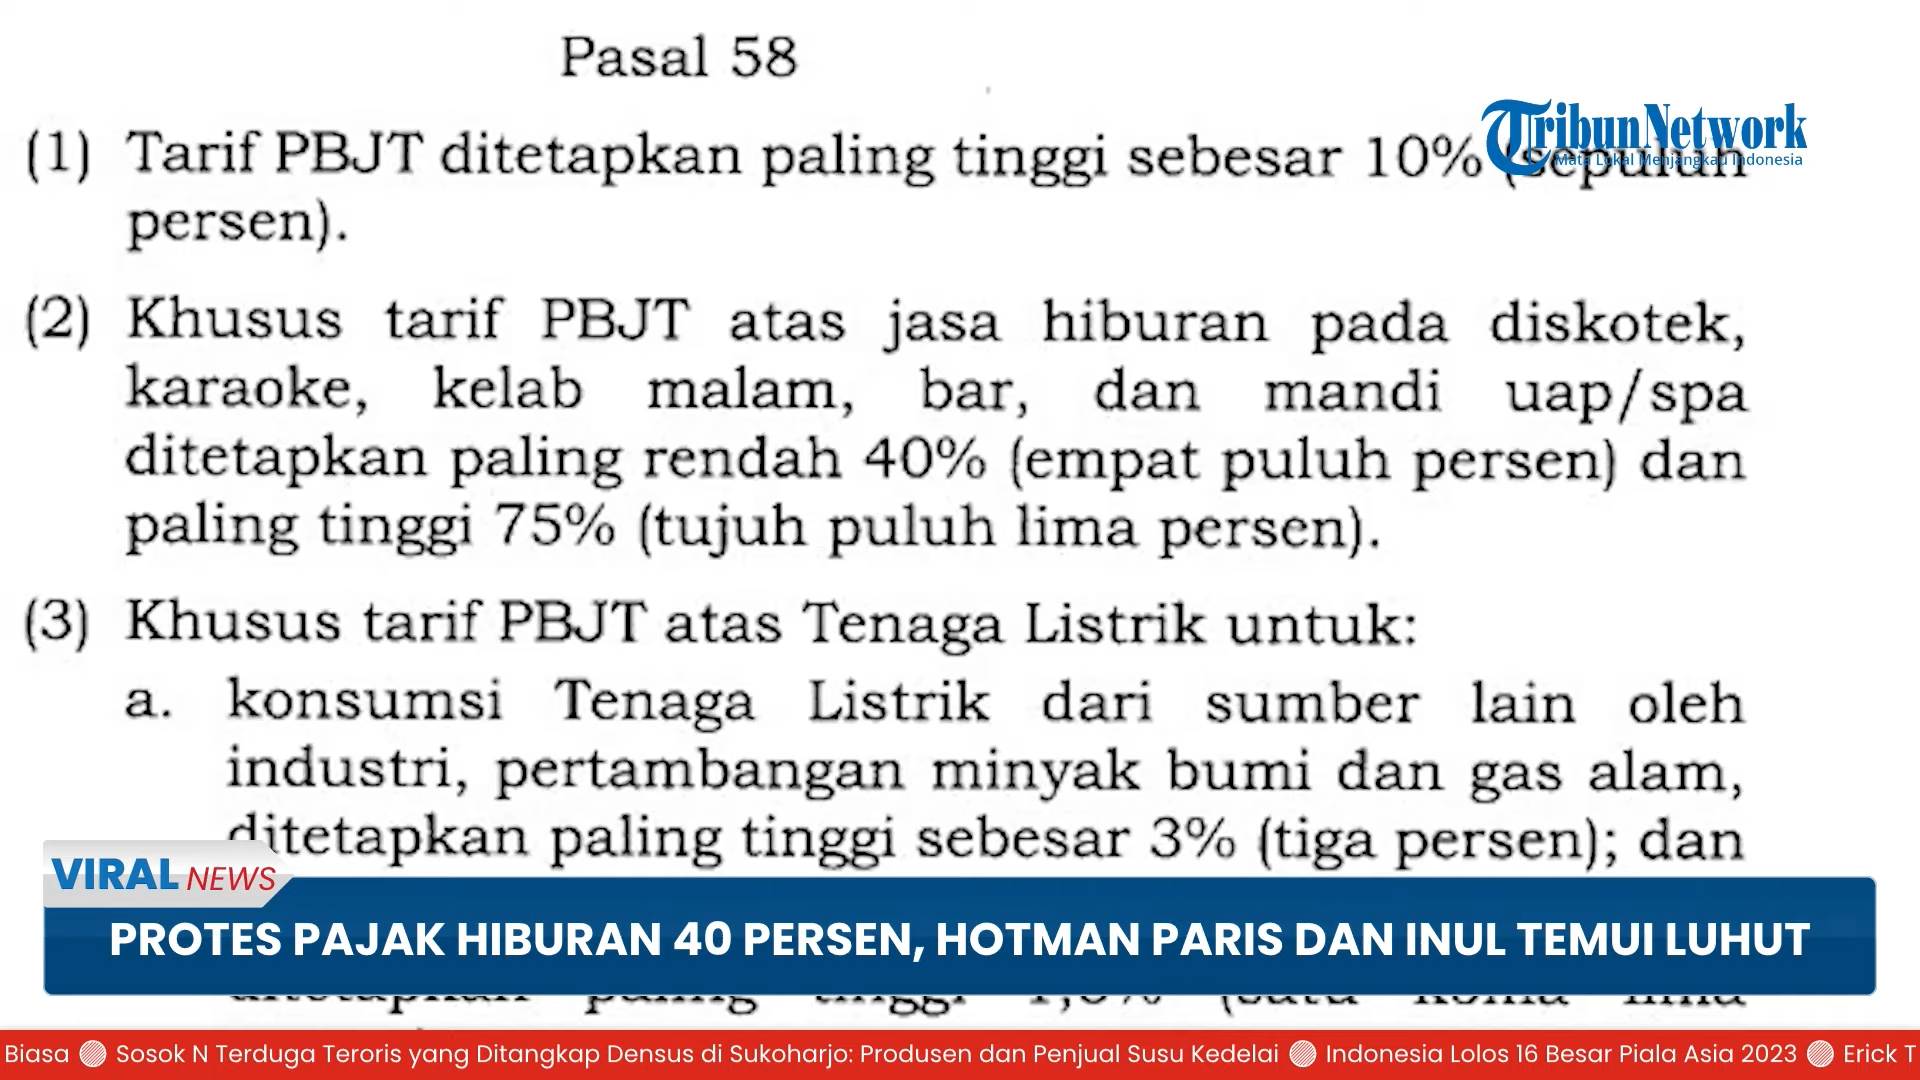 Pasal 58
TribunNetwork
Mata Lokal Menjangkau Indonesia
(1) Tarif PBJT ditetapkan paling tinggi sebesar 10% (sepuluh
persen).
(2) Khusus tarif PBJT atas jasa hiburan pada diskotek,
karaoke, kelab malam, bar, dan mandi uap/spa
ditetapkan paling rendah 40% (empat puluh persen) dan
paling tinggi 75% (tujuh puluh lima persen).
(3) Khusus tarif PBJT atas Tenaga Listrik untuk:
a. konsumsi Tenaga Listrik dari sumber lain oleh
industri, pertambangan minyak bumi dan gas alam,
ditetapkan paling tinggi sebesar 3% (tiga persen); dan
VIRAL NEWS
PROTES PAJAK HIBURAN 40 PERSEN, HOTMAN PARIS DAN INUL TEMUI LUHUT
Biasa Sosok N Terduga Teroris yang Ditangkap Densus di Sukoharjo: Produsen dan Penjual Susu Kedelai Indonesia Lolos 16 Besar Piala Asia 2023 Erick T